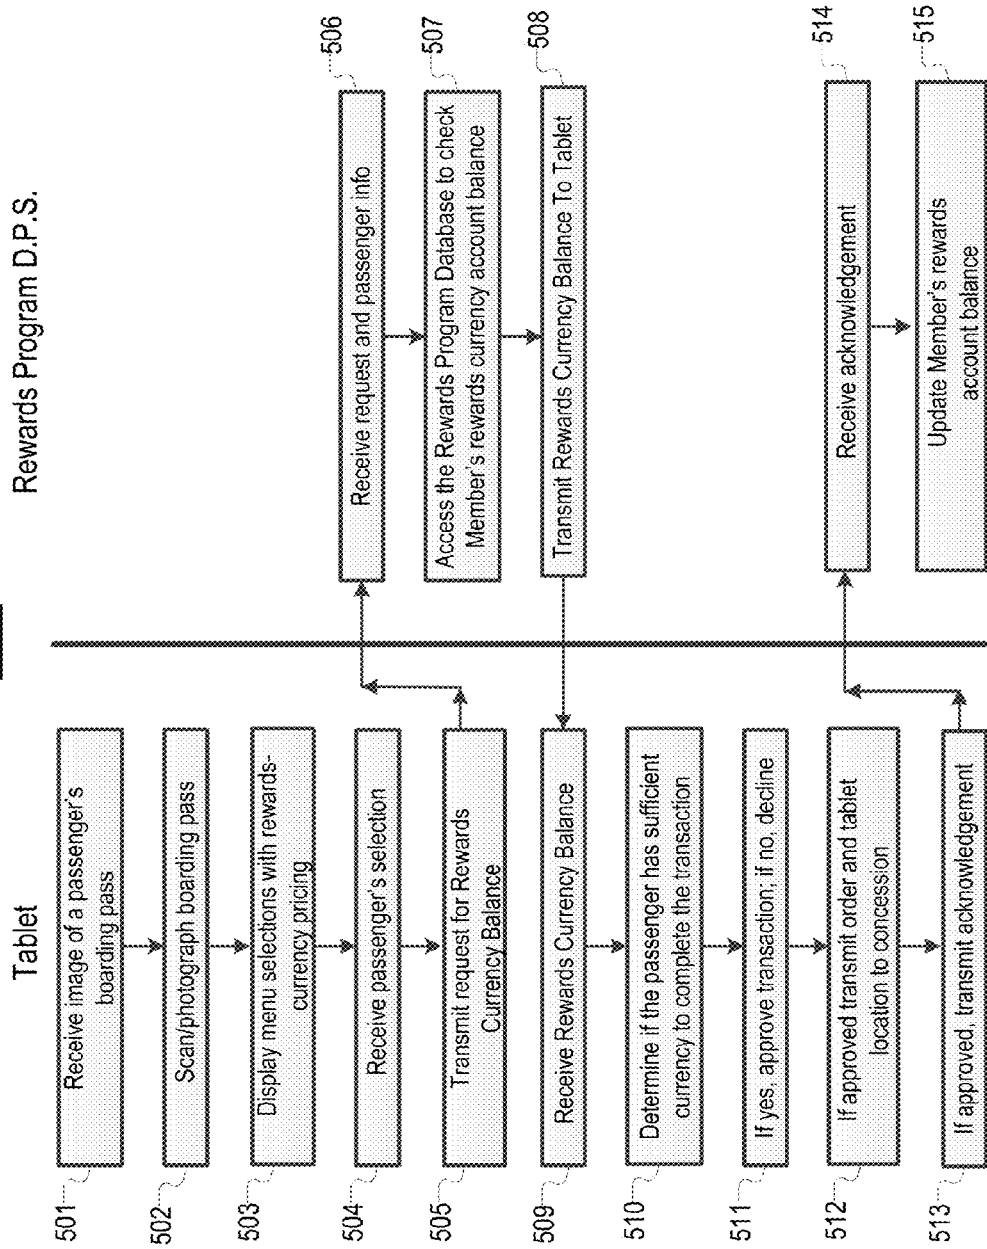 Tablet
Rewards Program D.P.S.
501
Receive image of a passenger's
boarding pass
502
Scan/photograph boarding pass
503
Display menu selections with rewards-
currency pricing
504
Receive passenger's selection
505
Transmit request for Rewards
Currency Balance
506
Receive request and passenger info
507
Access the Rewards Program Database to check
Member's rewards currency account balance
508
Transmit Rewards Currency Balance To Tablet
509
Receive Rewards Currency Balance
510
Determine if the passenger has sufficient
currency to complete the transaction
511
If yes, approve transaction; if no, decline
512
If approved transmit order and tablet
location to concession
513
If approved, transmit acknowledgement
514
Receive acknowledgement
515
Update Member's rewards
account balance